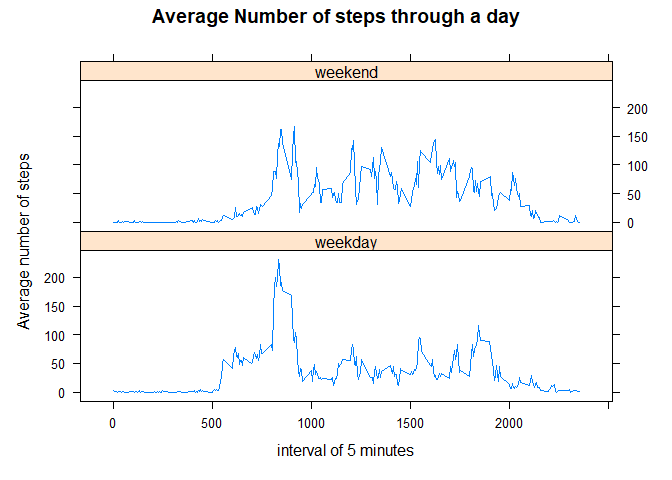 Average Number of steps through a day
weekend
200
150
100
50
0
weekday
200
150
100
50
0
Average number of steps
0 500 1000 1500 2000
interval of 5 minutes